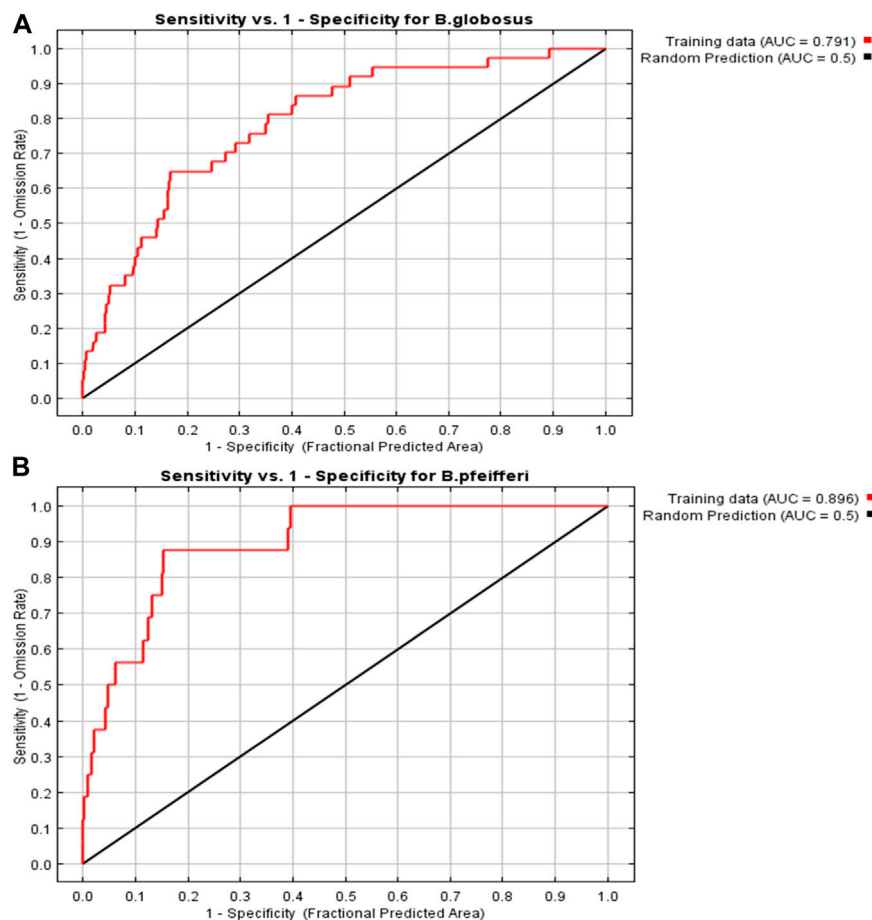 A
Sensitivity vs. 1 - Specificity for B.globosus
Training data (AUC = 0.791)
Random Prediction (AUC = 0.5)
Sensitivity (1 - Omission Rate)
1.0
0.9
0.8
0.7
0.6
0.5
0.4
0.3
0.2
0.1
0.0
0.0 0.1 0.2 0.3 0.4 0.5 0.6 0.7 0.8 0.9 1.0
1 - Specificity (Fractional Predicted Area)
B
Sensitivity vs. 1 - Specificity for B.pfeifferi
Training data (AUC = 0.896)
Random Prediction (AUC = 0.5)
Sensitivity (1 - Omission Rate)
1.0
0.9
0.8
0.7
0.6
0.5
0.4
0.3
0.2
0.1
0.0
0.0 0.1 0.2 0.3 0.4 0.5 0.6 0.7 0.8 0.9 1.0
1 - Specificity (Fractional Predicted Area)